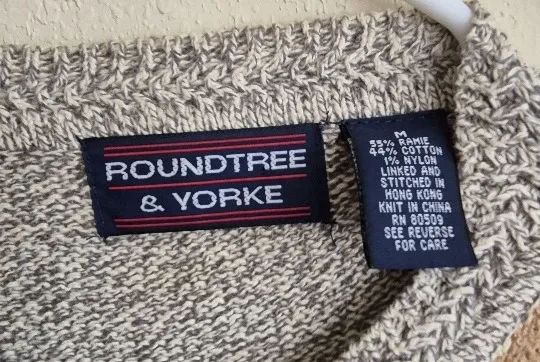 ROUNDTREE
& YORKE
M
55% RAMIE
44% COTTON
1% NYLON
LINKED AND
STITCHED IN
HONG KONG
KNIT IN CHINA
RN 80509
SEE REVERSE
FOR CARE